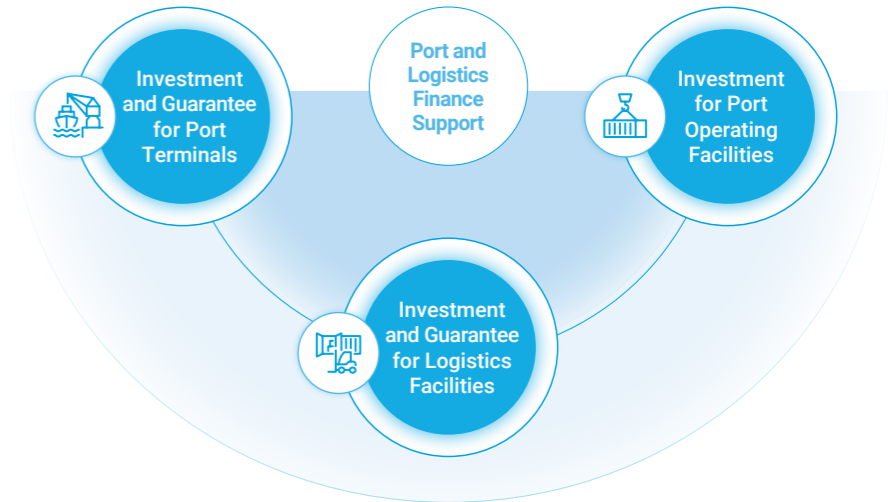 Port and
Logistics
Finance
Support
Investment
and Guarantee
for Port
Terminals
Investment
for Port
Operating
Facilities
Investment
and Guarantee
for Logistics
Facilities